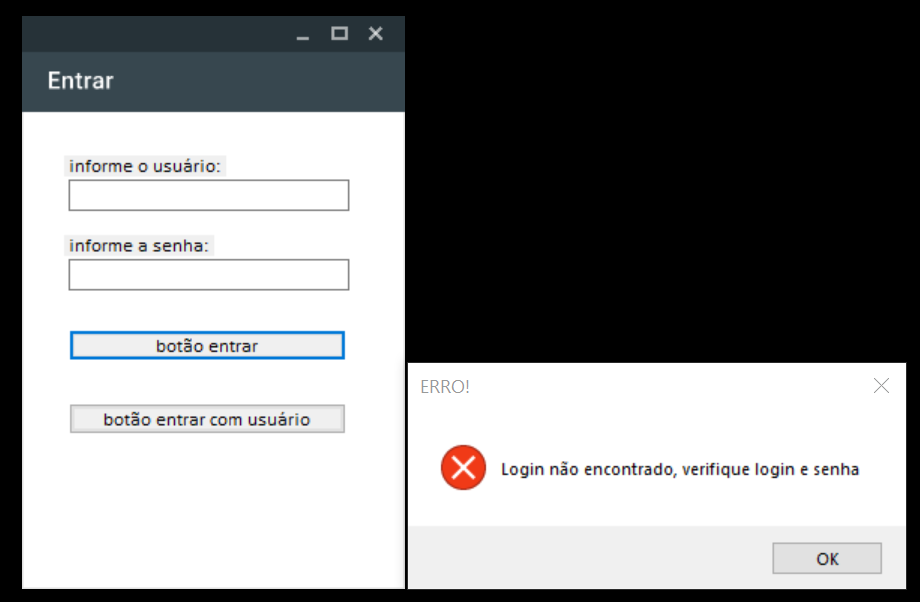 Entrar
informe o usuário:
informe a senha:
botão entrar
botão entrar com usuário
ERRO!
Login não encontrado, verifique login e senha
OK